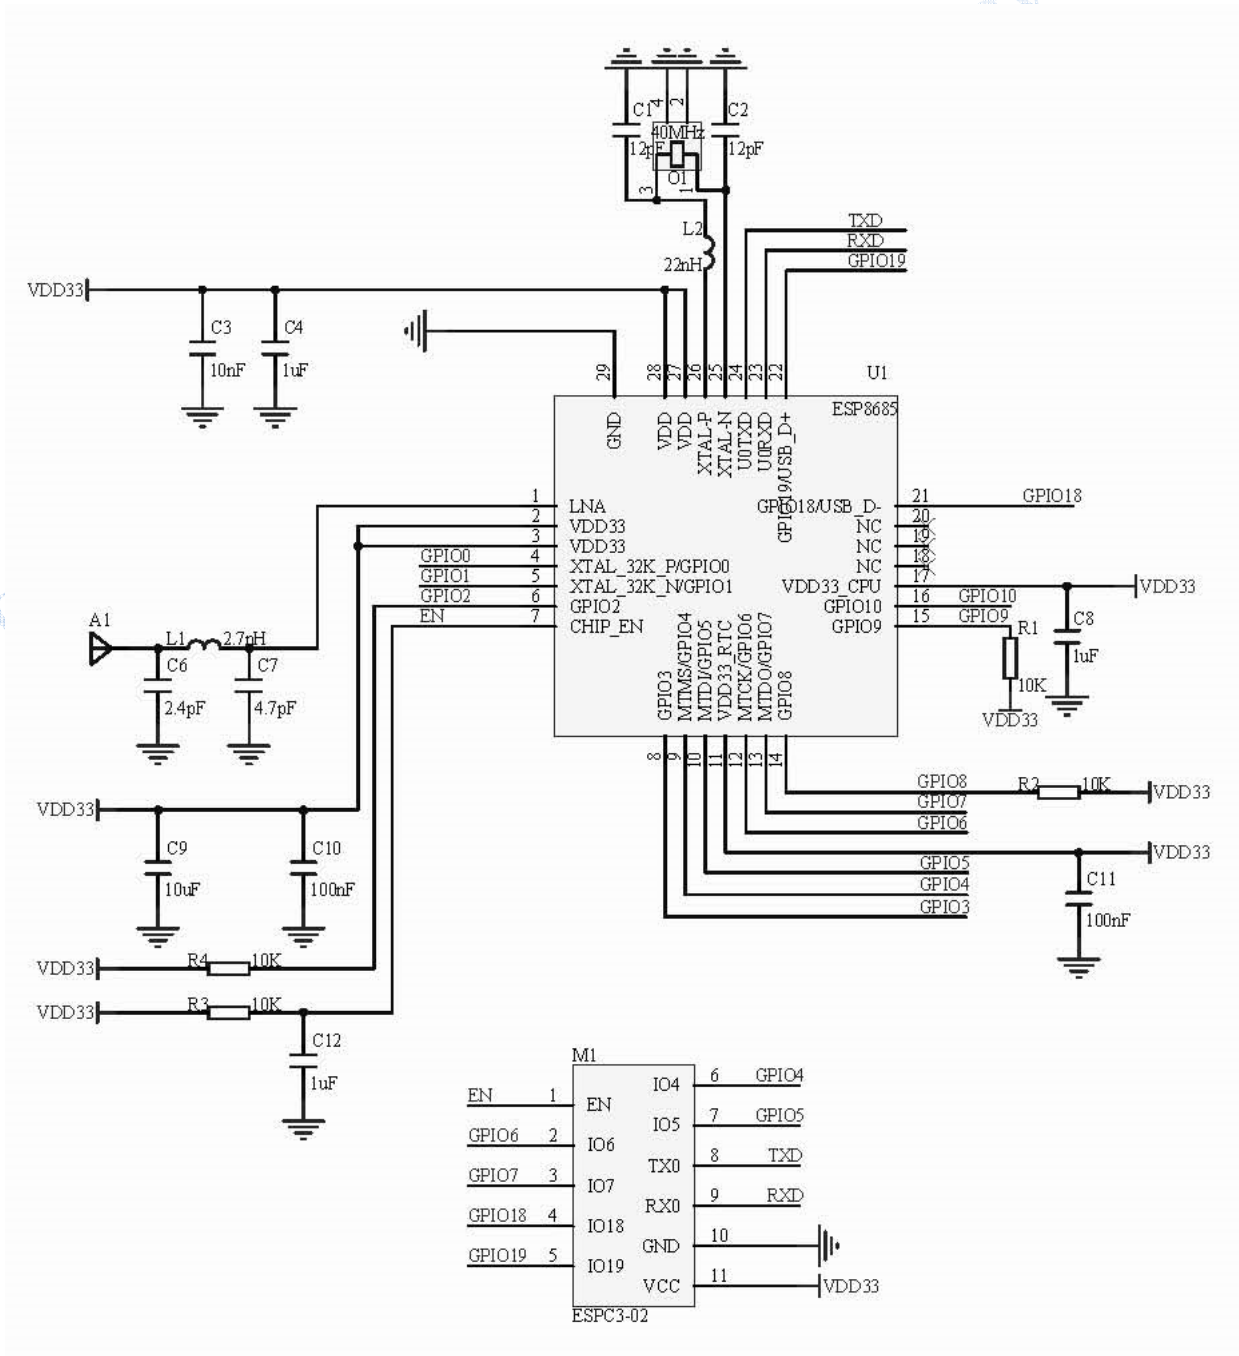 C1
4
2
C2
40MHz
12pF
12pF
O1
3
1
L2
22nH
TXD
RXD
GPIO19
VDD33
C3
10nF
C4
1uF
29
28
27
26
25
24
23
22
U1
ESP8685
GND
VDD
VDD
XTAL-P
XTAL-N
U0TXD
U0RXD
GPIO19/USB_D+
1
LNA
2
VDD33
3
VDD33
GPIO0
4
XTAL_32K_P/GPIO0
GPIO1
5
XTAL_32K_N/GPIO1
GPIO2
6
GPIO2
EN
7
CHIP_EN
GPIO18/USB_D-
21
GPIO18
NC
20
NC
19
NC
18
VDD33_CPU
17
VDD33
GPIO10
16
GPIO10
GPIO9
15
GPIO9
R1
10K
VDD33
C8
1uF
A1
L1
2.7nH
C6
2.4pF
C7
4.7pF
GPIO3
MTMS/GPIO4
MTDI/GPIO5
VDD33_RTC
MTCK/GPIO6
MTDO/GPIO7
GPIO8
8
9
10
11
12
13
14
GPIO8
R2
10K
VDD33
GPIO7
GPIO6
VDD33
GPIO5
GPIO4
GPIO3
C11
100nF
VDD33
C9
10uF
C10
100nF
VDD33
R4
10K
VDD33
R3
10K
C12
1uF
M1
EN
1
EN
GPIO6
2
IO6
GPIO7
3
IO7
GPIO18
4
IO18
GPIO19
5
IO19
IO4
6
GPIO4
IO5
7
GPIO5
TX0
8
TXD
RX0
9
RXD
GND
10
VCC
11
VDD33
ESPC3-02